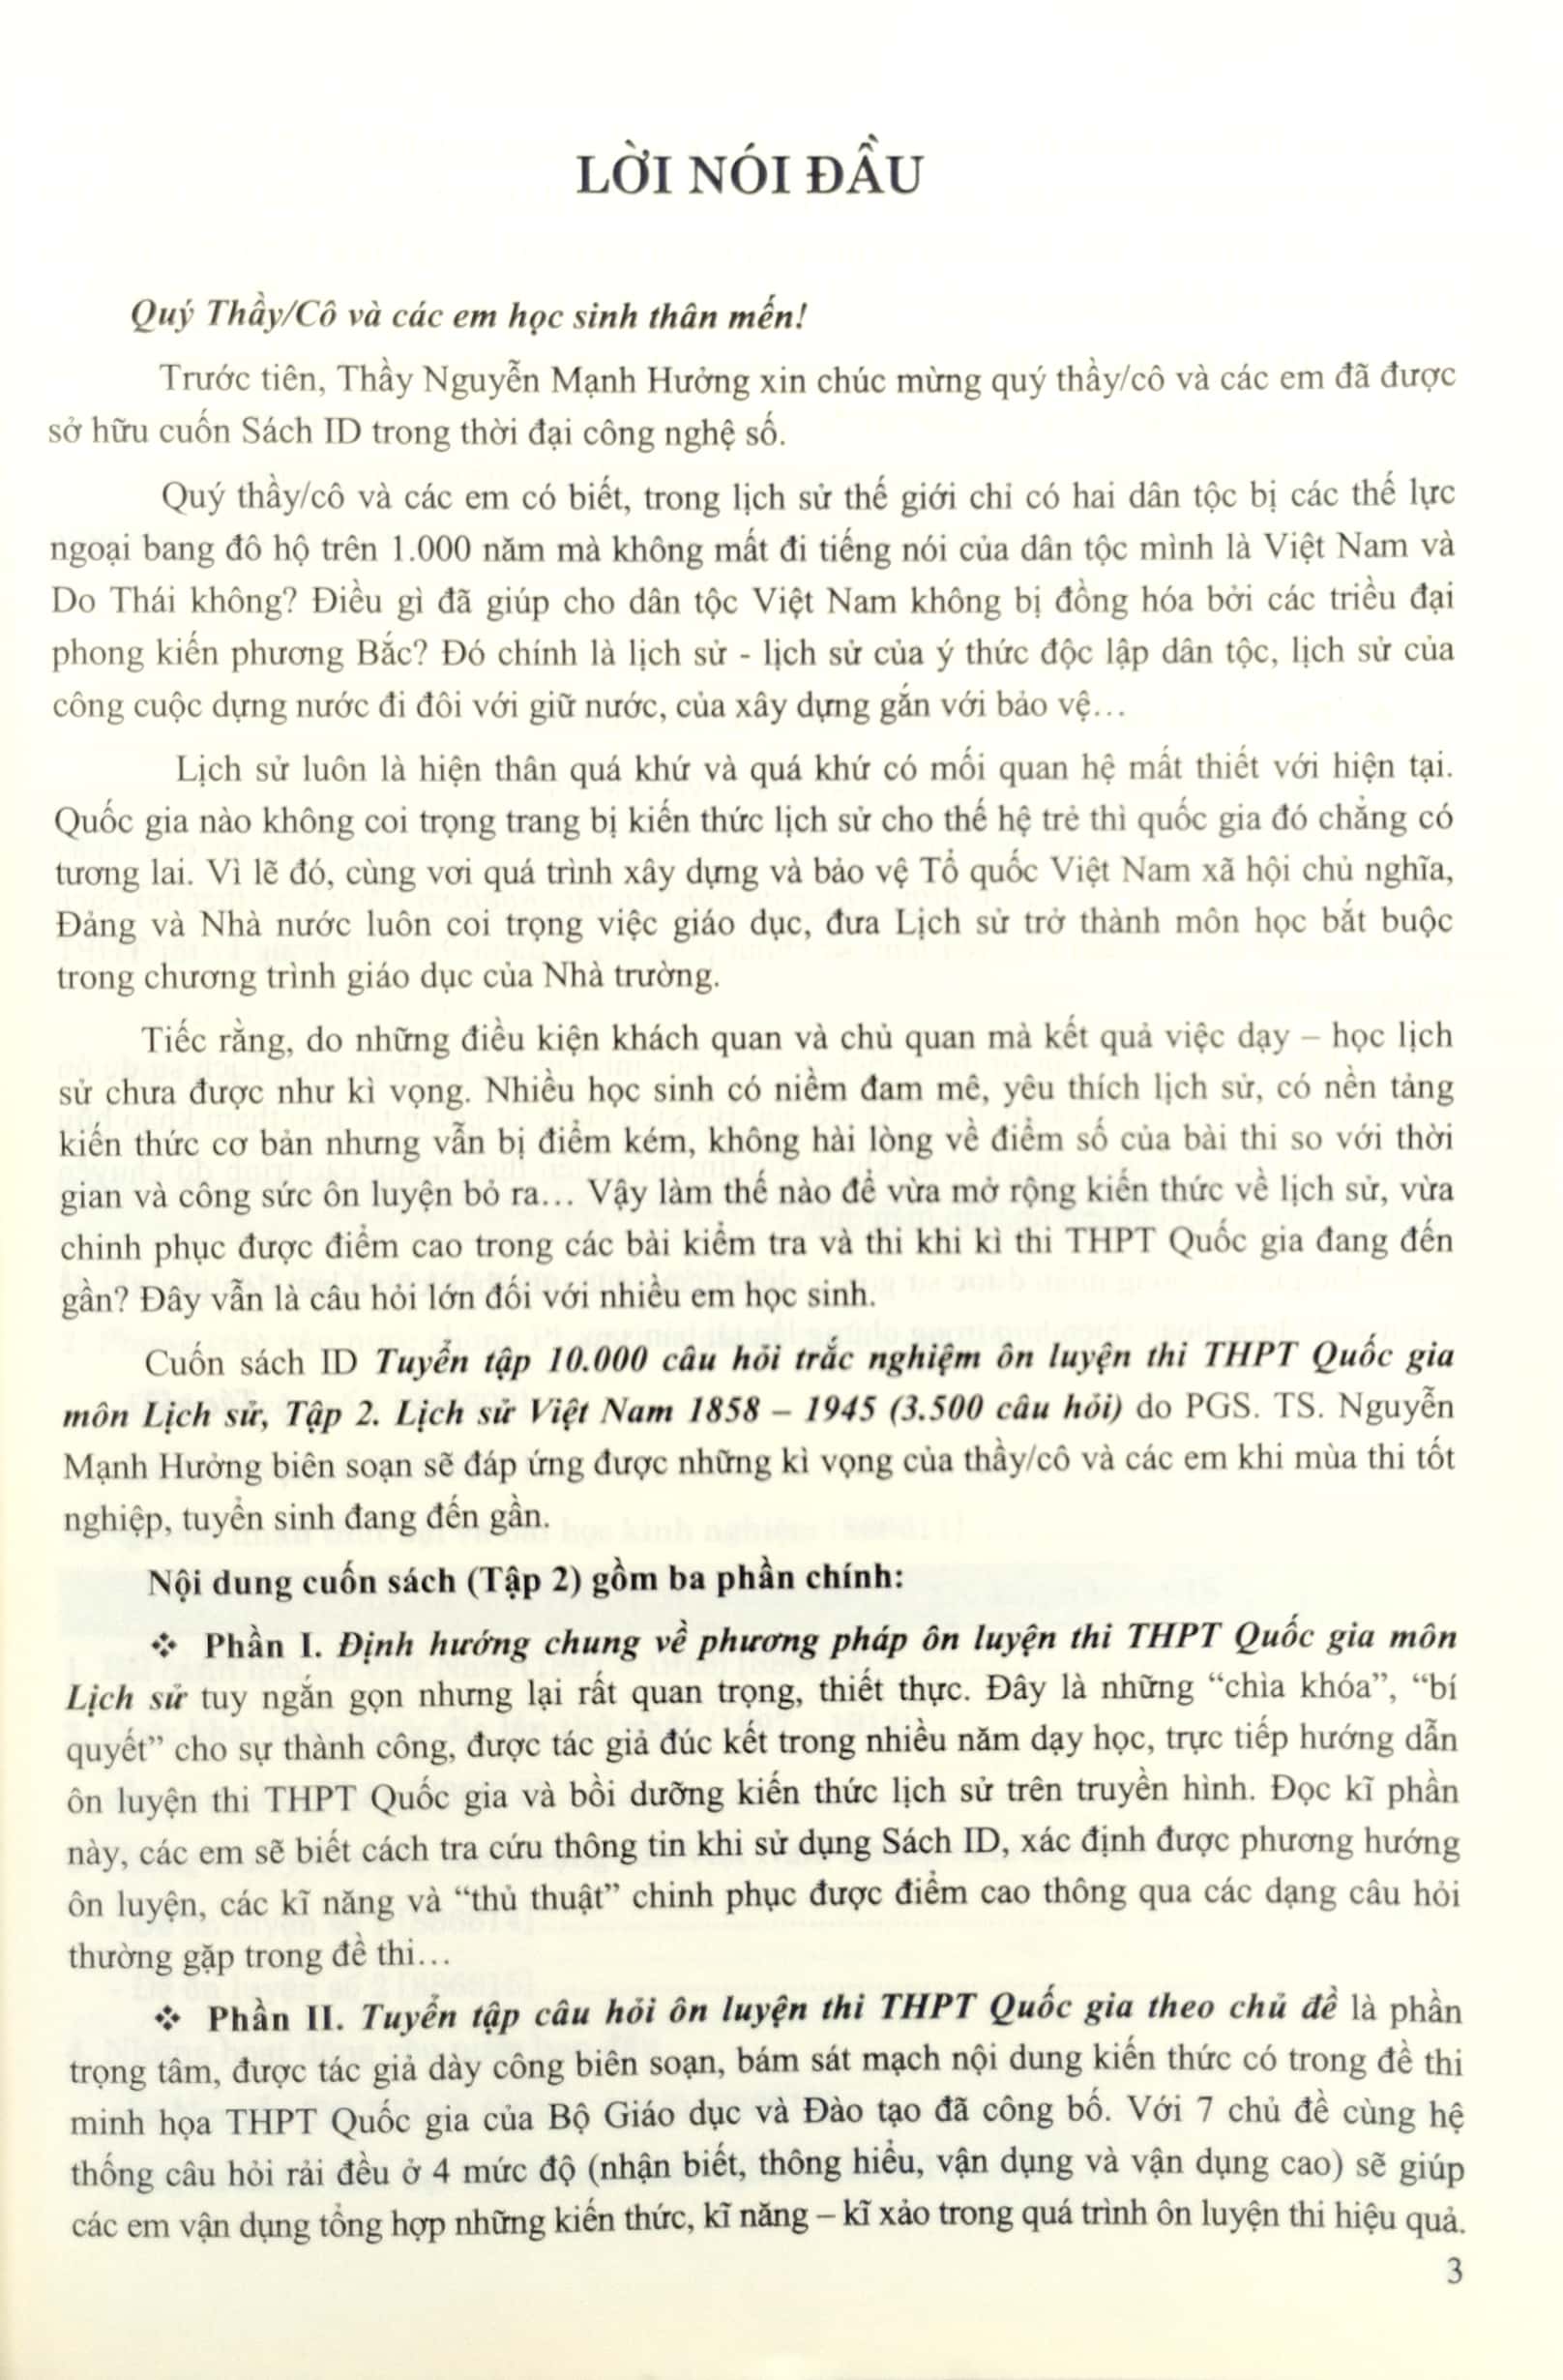 LỜI NÓI ĐẦU
Quý Thầy/Cô và các em học sinh thân mến!
Trước tiên, Thầy Nguyễn Mạnh Hưởng xin chúc mừng quý thầy/cô và các em đã được
sở hữu cuốn Sách ID trong thời đại công nghệ số.
Quý thầy/cô và các em có biết, trong lịch sử thế giới chỉ có hai dân tộc bị các thế lực
ngoại bang đô hộ trên 1.000 năm mà không mất đi tiếng nói của dân tộc mình là Việt Nam và
Do Thái không? Điều gì đã giúp cho dân tộc Việt Nam không bị đồng hóa bởi các triều đại
phong kiến phương Bắc? Đó chính là lịch sử - lịch sử của ý thức độc lập dân tộc, lịch sử của
công cuộc dựng nước đi đôi với giữ nước, của xây dựng gắn với bảo vệ...
Lịch sử luôn là hiện thân quá khứ và quá khứ có mối quan hệ mất thiết với hiện tại.
Quốc gia nào không coi trọng trang bị kiến thức lịch sử cho thế hệ trẻ thì quốc gia đó chẳng có
tương lai. Vì lẽ đó, cùng vơi quá trình xây dựng và bảo vệ Tổ quốc Việt Nam xã hội chủ nghĩa,
Đảng và Nhà nước luôn coi trọng việc giáo dục, đưa Lịch sử trở thành môn học bắt buộc
trong chương trình giáo dục của Nhà trường.
Tiếc rằng, do những điều kiện khách quan và chủ quan mà kết quả việc dạy – học lịch
sử chưa được như kì vọng. Nhiều học sinh có niềm đam mê, yêu thích lịch sử, có nền tảng
kiến thức cơ bản nhưng vẫn bị điểm kém, không hài lòng về điểm số của bài thi so với thời
gian và công sức ôn luyện bỏ ra... Vậy làm thế nào để vừa mở rộng kiến thức về lịch sử, vừa
chinh phục được điểm cao trong các bài kiểm tra và thi khi kì thi THPT Quốc gia đang đến
gần? Đây vẫn là câu hỏi lớn đối với nhiều em học sinh.
Cuốn sách ID Tuyển tập 10.000 câu hỏi trắc nghiệm ôn luyện thi THPT Quốc gia
môn Lịch sử, Tập 2. Lịch sử Việt Nam 1858 – 1945 (3.500 câu hỏi) do PGS. TS. Nguyễn
Mạnh Hưởng biên soạn sẽ đáp ứng được những kì vọng của thầy/cô và các em khi mùa thi tốt
nghiệp, tuyển sinh đang đến gần.
Nội dung cuốn sách (Tập 2) gồm ba phần chính:
❖ Phần I. Định hướng chung về phương pháp ôn luyện thi THPT Quốc gia môn
Lịch sử tuy ngắn gọn nhưng lại rất quan trọng, thiết thực. Đây là những “chìa khóa”, “bí
quyết” cho sự thành công, được tác giả đúc kết trong nhiều năm dạy học, trực tiếp hướng dẫn
ôn luyện thi THPT Quốc gia và bồi dưỡng kiến thức lịch sử trên truyền hình. Đọc kĩ phần
này, các em sẽ biết cách tra cứu thông tin khi sử dụng Sách ID, xác định được phương hướng
ôn luyện, các kĩ năng và “thủ thuật” chinh phục được điểm cao thông qua các dạng câu hỏi
thường gặp trong đề thi...
❖ Phần II. Tuyển tập câu hỏi ôn luyện thi THPT Quốc gia theo chủ đề là phần
trọng tâm, được tác giả dày công biên soạn, bám sát mạch nội dung kiến thức có trong đề thi
minh họa THPT Quốc gia của Bộ Giáo dục và Đào tạo đã công bố. Với 7 chủ đề cùng hệ
thống câu hỏi rải đều ở 4 mức độ (nhận biết, thông hiểu, vận dụng và vận dụng cao) sẽ giúp
các em vận dụng tổng hợp những kiến thức, kĩ năng – kĩ xảo trong quá trình ôn luyện thi hiệu quả.
3